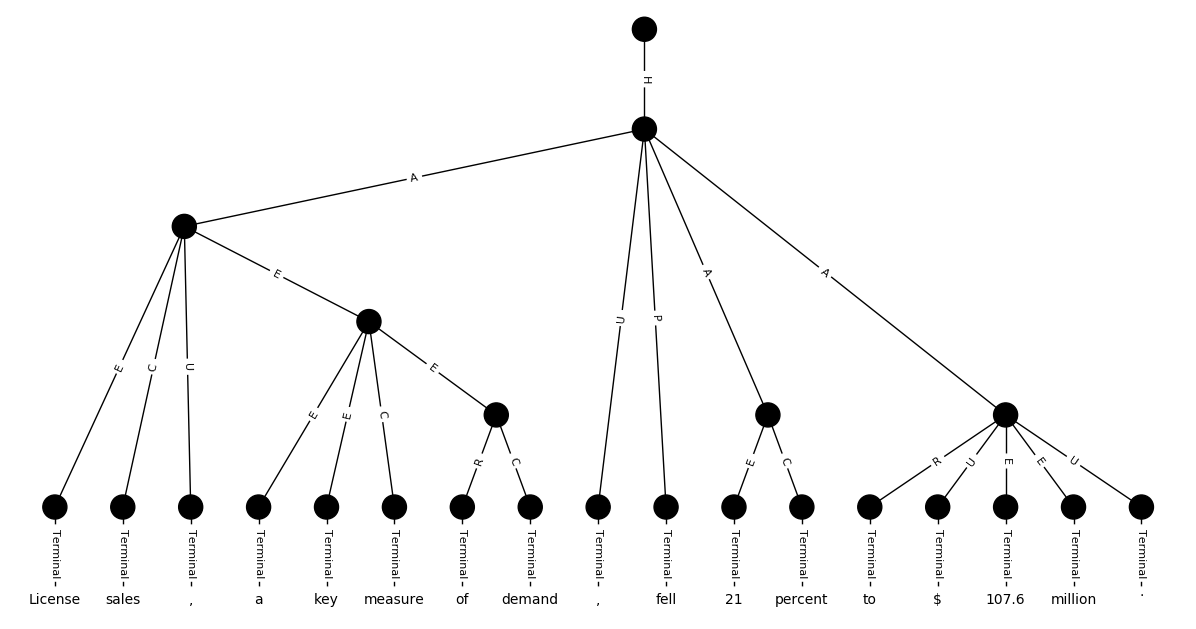 H
A
E
A
A
U
P
E
C
U
E
E
E
C
R
C
E
C
R
U
E
E
U
Terminal Terminal Terminal Terminal Terminal Terminal Terminal Terminal Terminal Terminal Terminal Terminal Terminal Terminal Terminal Terminal Terminal
License sales , a key measure of demand , fell 21 percent to $ 107.6 million .